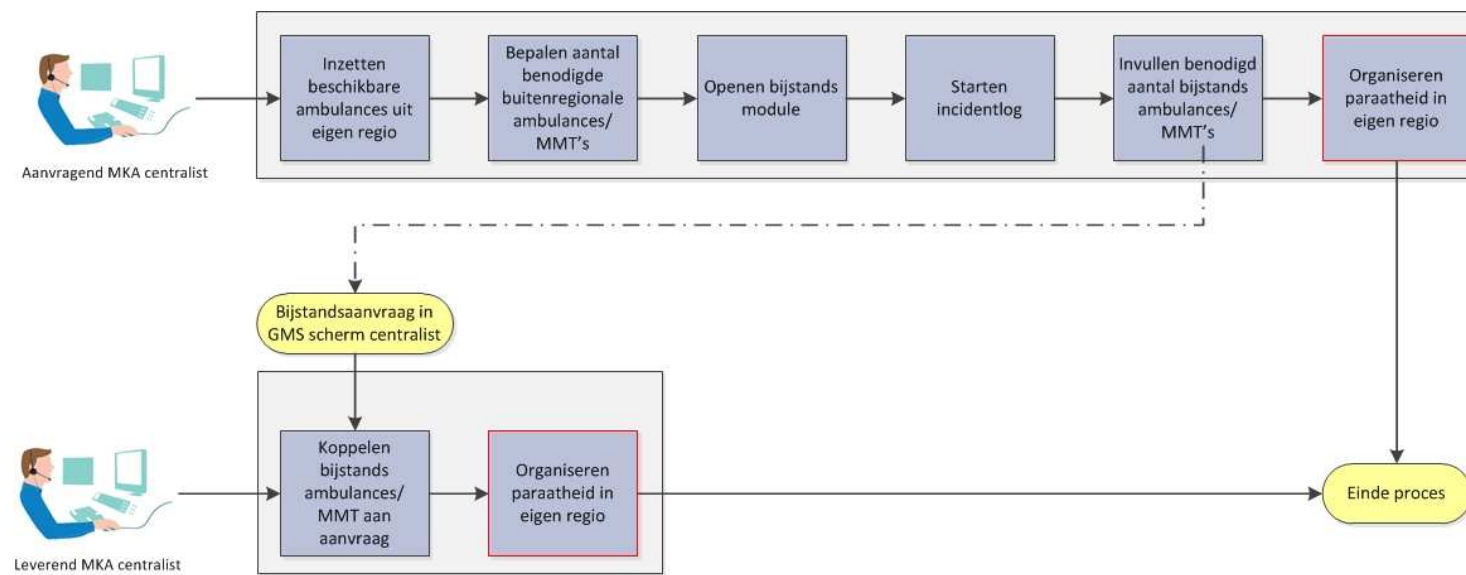 Aanvragend MKA centralist
Inzetten
beschikbare
ambulances uit
eigen regio
Bepalen aantal
benodigde
buitenregionale
ambulances/
MMT's
Openen bijstands
module
Starten
incidentlog
Invullen benodigd
aantal bijstands
ambulances/
MMT's
Organiseren
paraatheid in
eigen regio
Bijstandsaanvraag in
GMS scherm centralist
Leverend MKA centralist
Koppelen
bijstands
ambulances/
MMT aan
aanvraag
Organiseren
paraatheid in
eigen regio
Einde proces